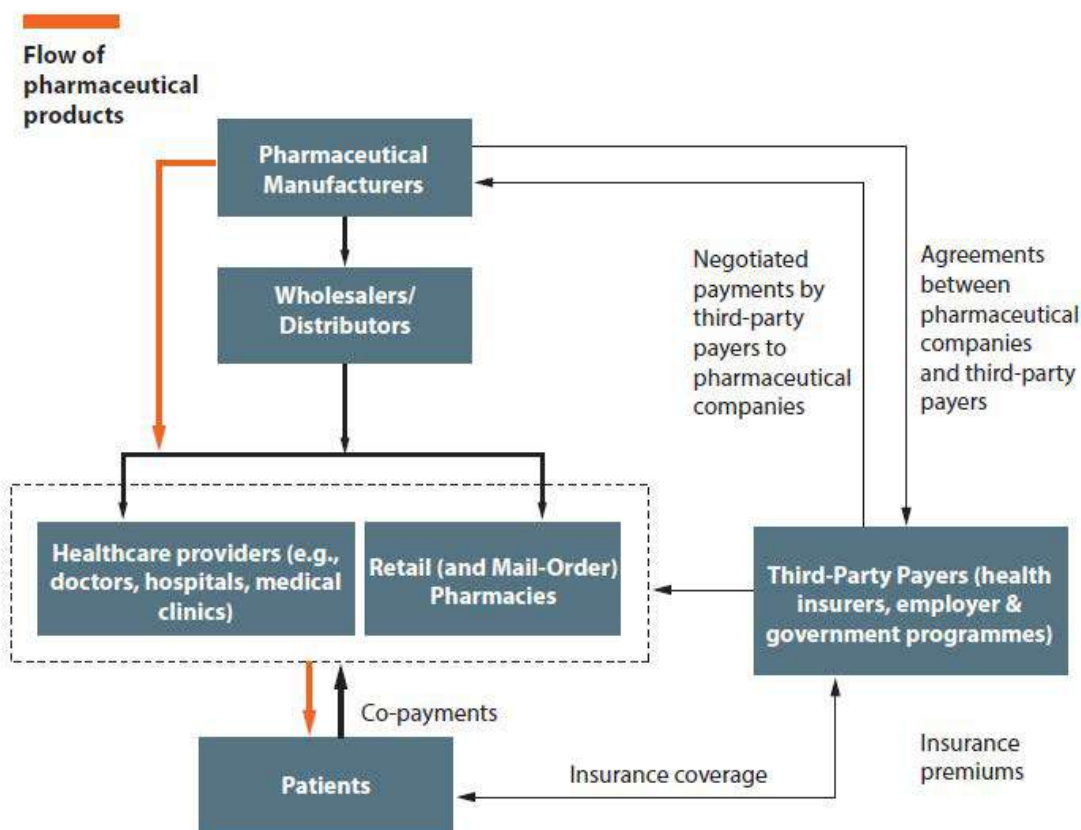 Flow of
pharmaceutical
products
Pharmaceutical
Manufacturers
Wholesalers/
Distributors
Negotiated
payments by
third-party
payers to
pharmaceutical
companies
Agreements
between
pharmaceutical
companies
and third-party
payers
Healthcare providers (e.g.,
doctors, hospitals, medical
clinics)
Retail (and Mail-Order)
Pharmacies
Third-Party Payers (health
insurers, employer &
government programmes)
Co-payments
Patients
Insurance coverage
Insurance
premiums